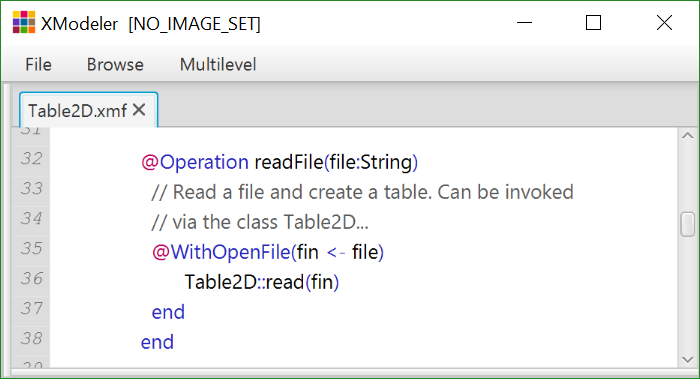 XModeler [NO_IMAGE_SET]
File Browse Multilevel
Table2D.xmf
31
32 @Operation readFile(file:String)
33 // Read a file and create a table. Can be invoked
34 // via the class Table2D...
35 @WithOpenFile(fin <- file)
36 Table2D::read(fin)
37 end
38 end
39